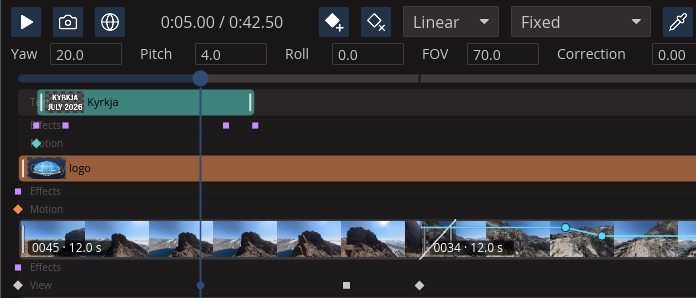 0:05.00 / 0:42.50
Linear
Fixed
Yaw 20.0 Pitch 4.0 Roll 0.0 FOV 70.0 Correction 0.00
KYRKJA
JULY 2026
Kyrkja
Effects
Motion
logo
Effects
Motion
0045 · 12.0 s
0034 · 12.0 s
Effects
View